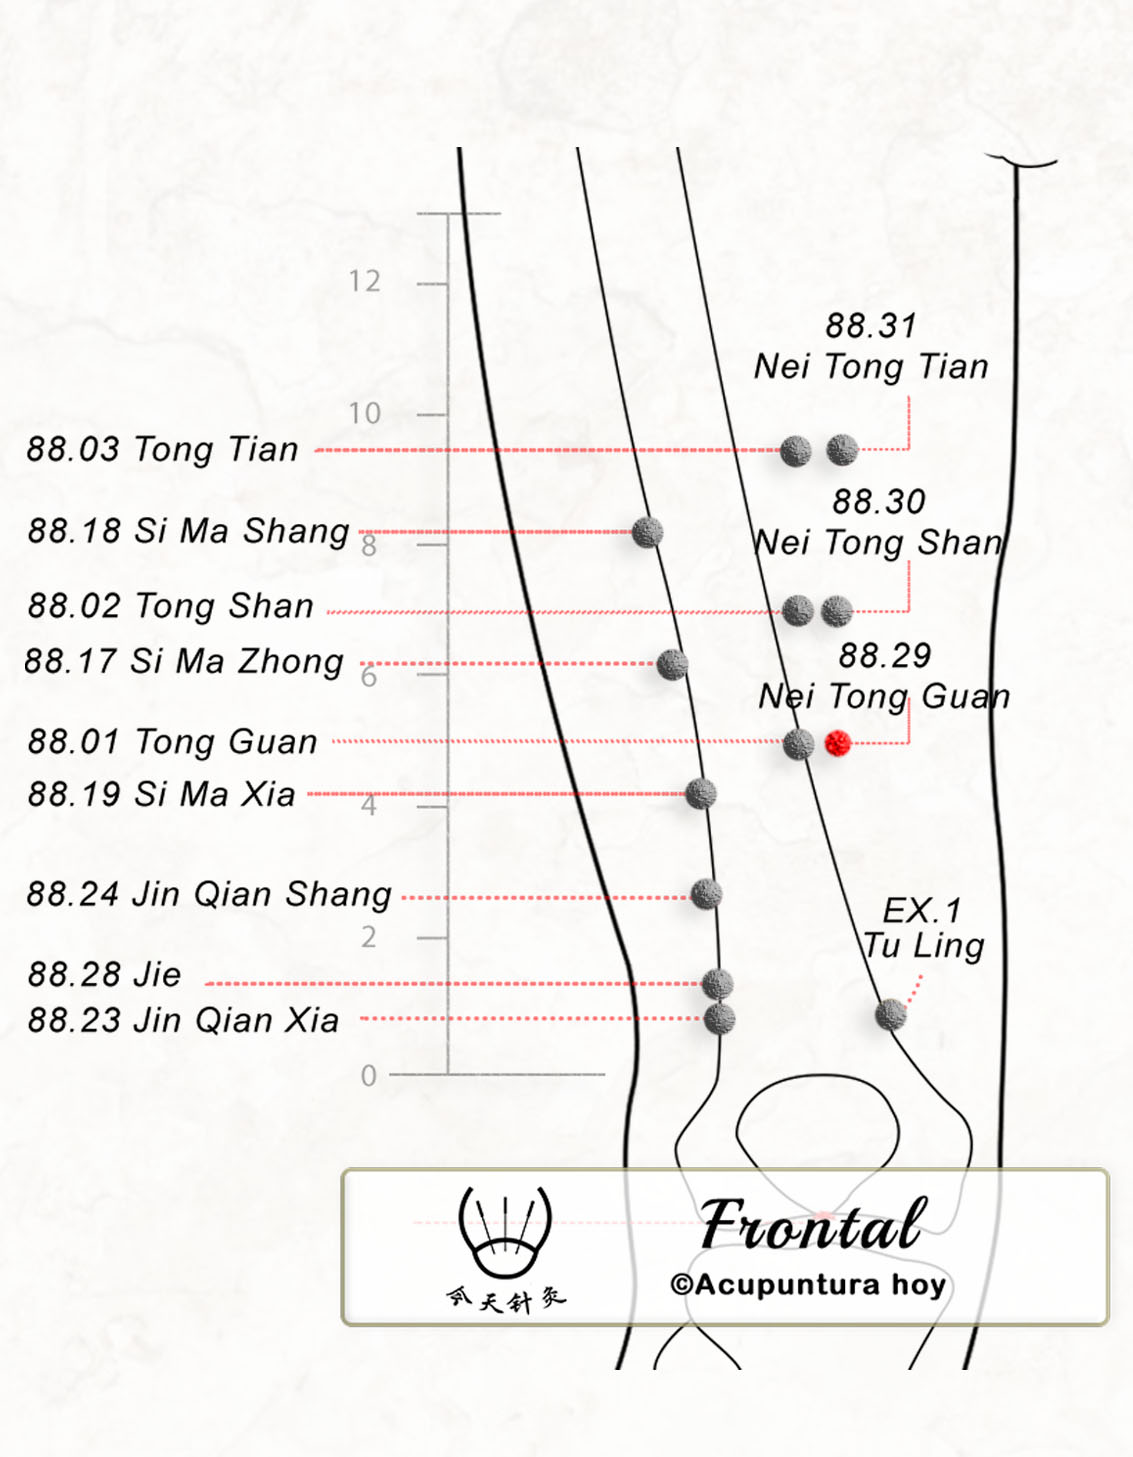 12
88.31
Nei Tong Tian
10
88.03 Tong Tian
88.30
88.18 Si Ma Shang
8
Nei Tong Shan
88.02 Tong Shan
88.29
88.17 Si Ma Zhong
6
Nei Tong Guan
88.01 Tong Guan
88.19 Si Ma Xia
4
88.24 Jin Qian Shang
EX.1
2
Tu Ling
88.28 Jie
88.23 Jin Qian Xia
0
Frontal
©Acupuntura hoy
天针灸